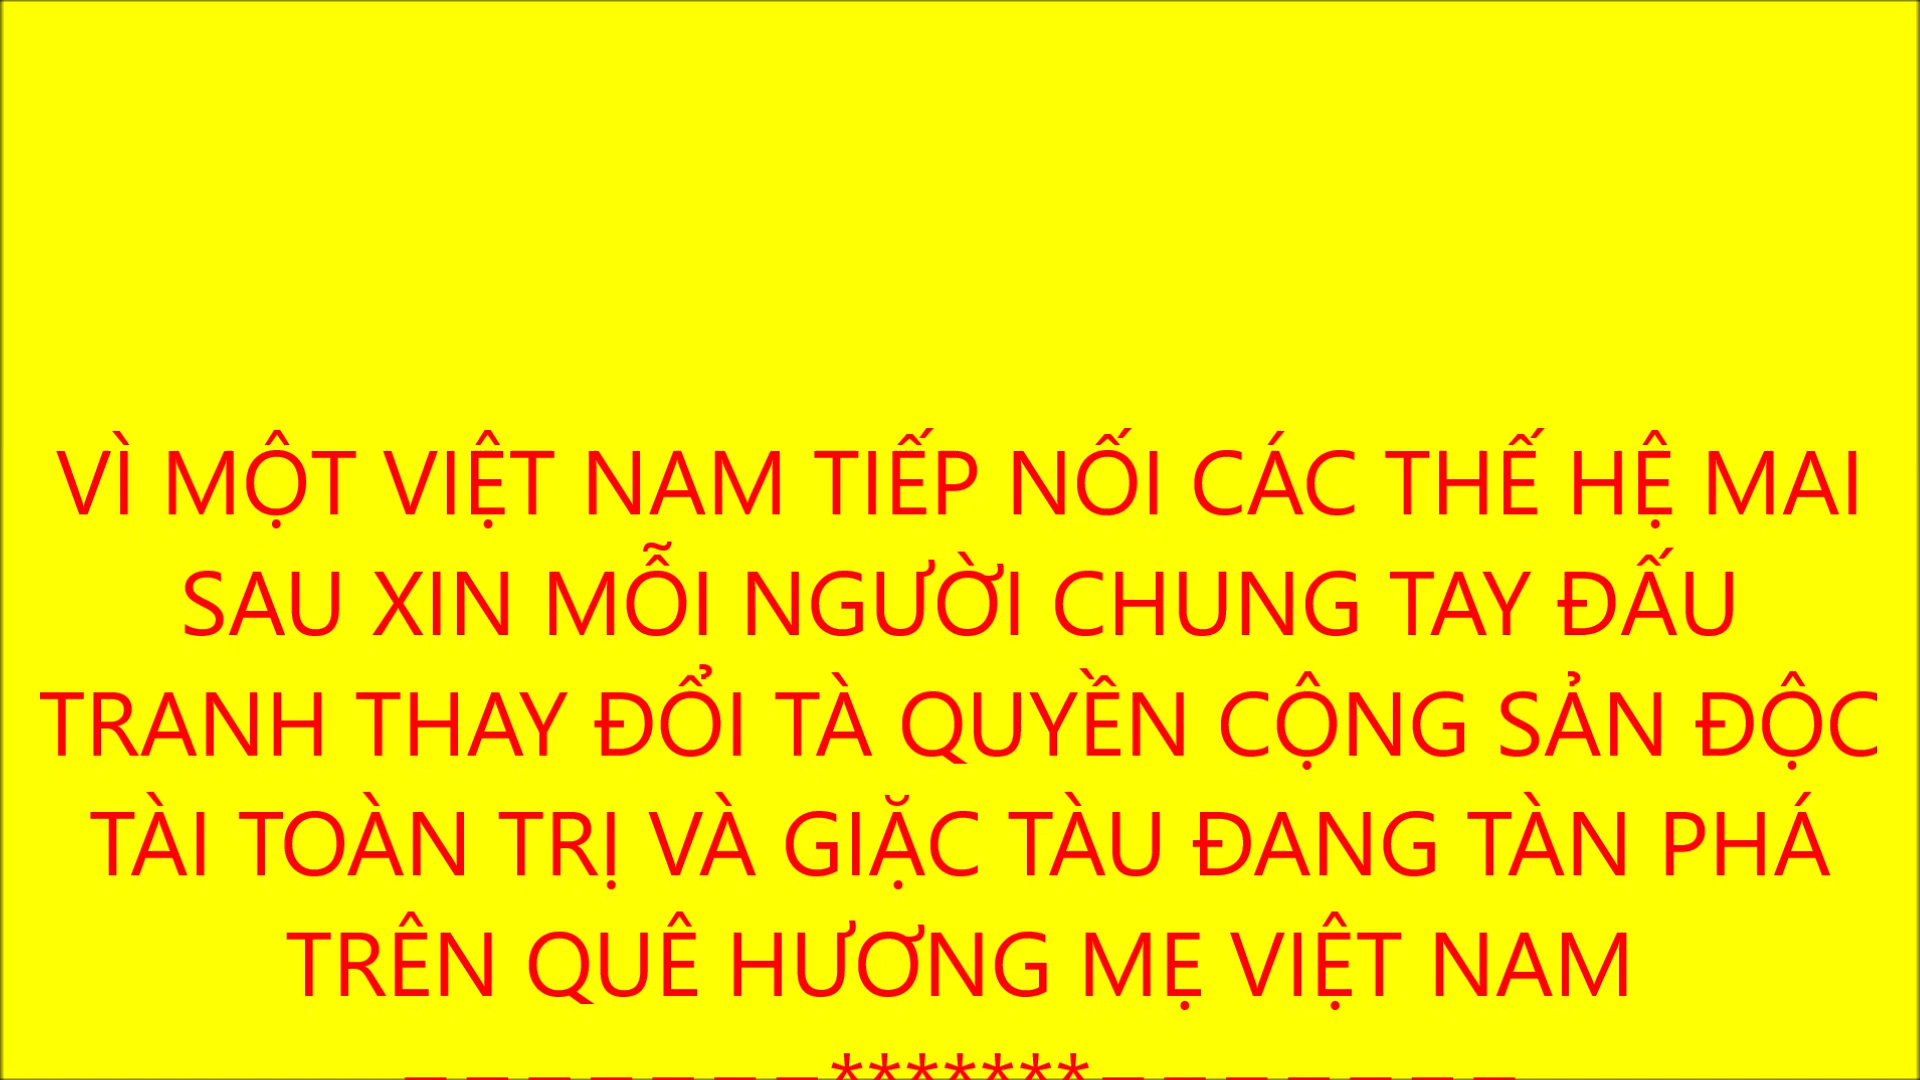 VÌ MỘT VIỆT NAM TIẾP NỐI CÁC THẾ HỆ MAI
SAU XIN MỖI NGƯỜI CHUNG TAY ĐẤU
TRANH THAY ĐỔI TÀ QUYỀN CỘNG SẢN ĐỘC
TÀI TOÀN TRỊ VÀ GIẶC TÀU ĐANG TÀN PHÁ
TRÊN QUÊ HƯƠNG MẸ VIỆT NAM
_ _ _ _ _ _ _*******_ _ _ _ _ _ _